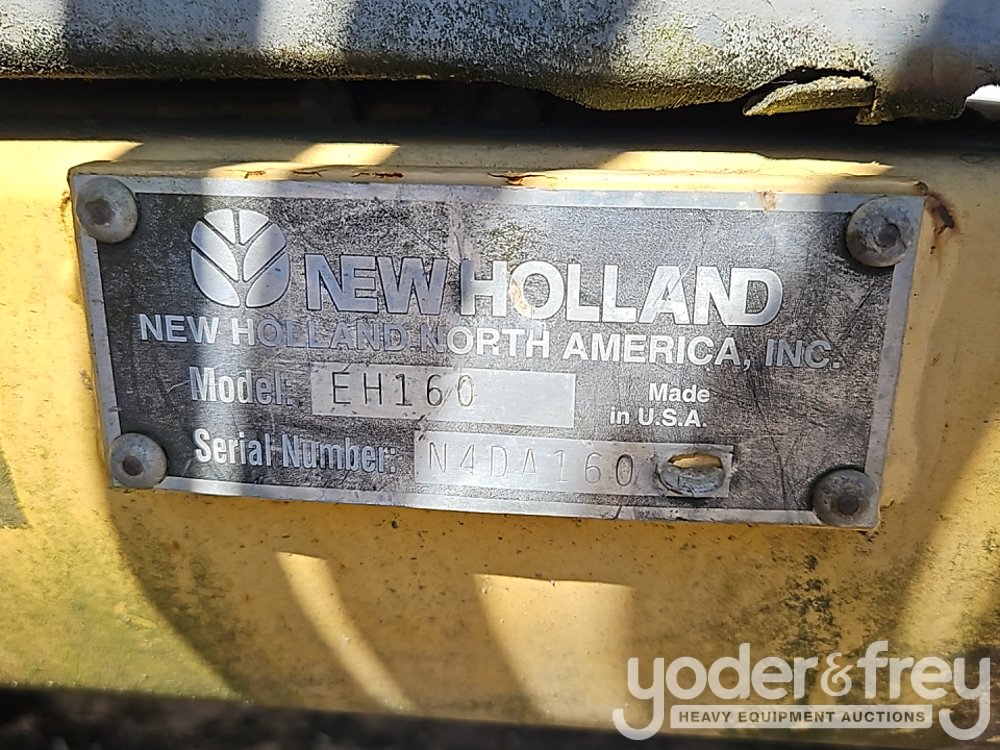 NEW HOLLAND
NEW HOLLAND NORTH AMERICA, INC.
Model: EH160
Made
in U.S.A.
Serial Number: N4DA160
yoder&frey
HEAVY EQUIPMENT AUCTIONS